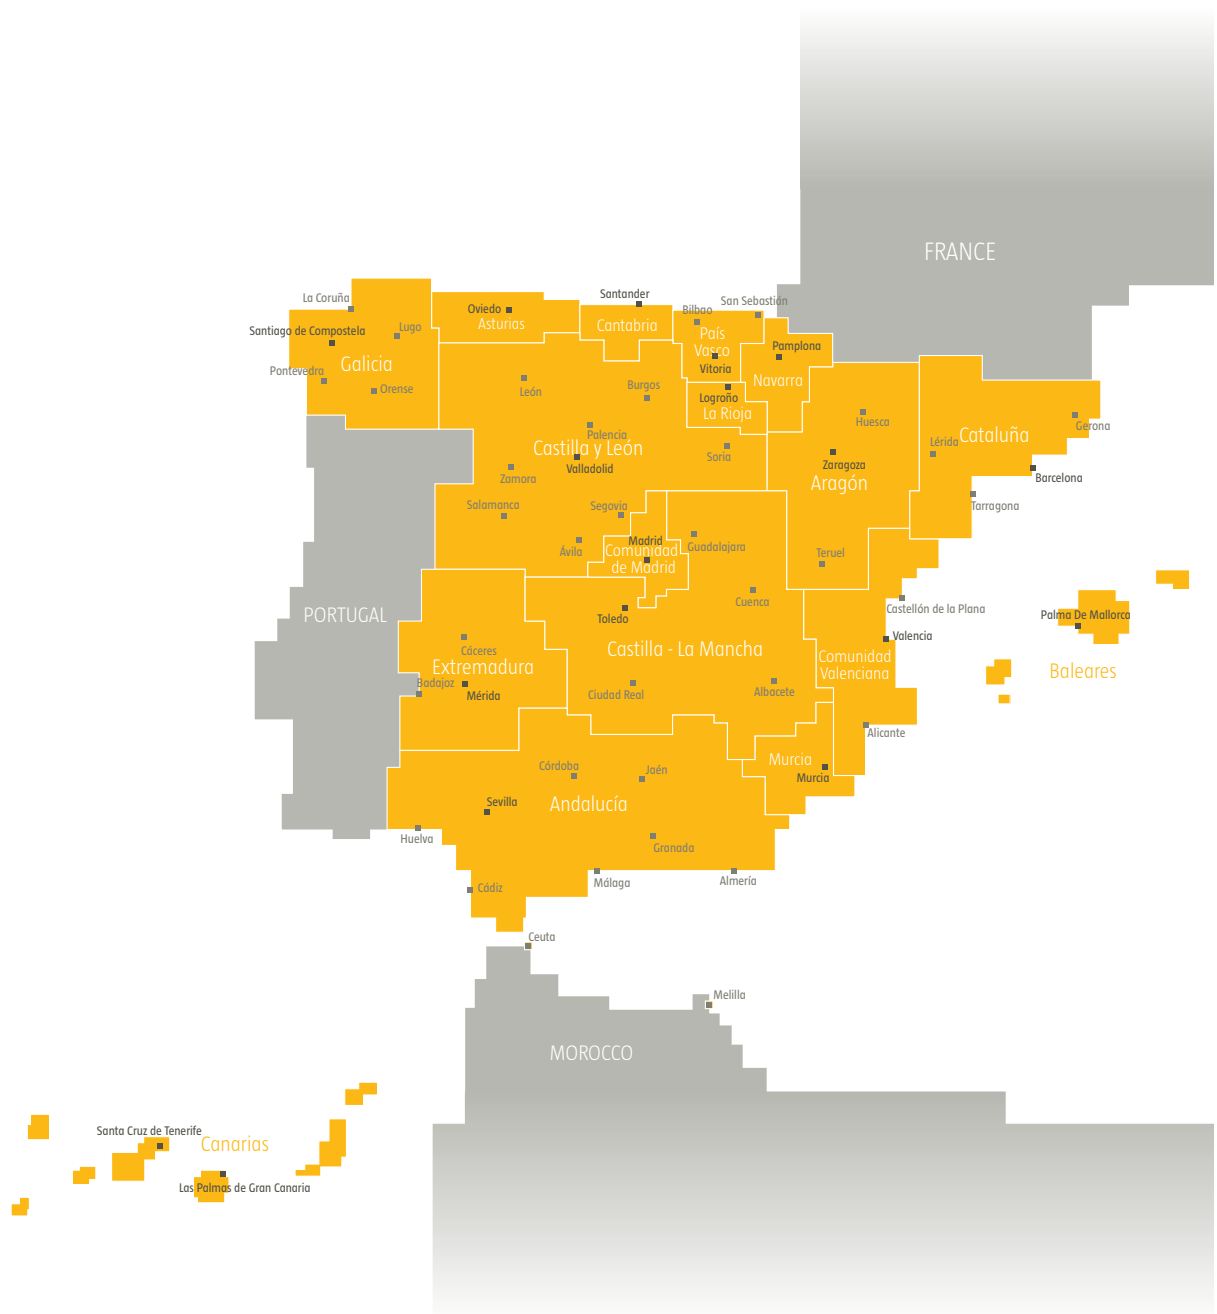 FRANCE
La Coruña
Santander
San Sebastián
Oviedo
Bilbao
Asturias
Cantabria
Santiago de Compostela
Lugo
País
Vasco
Pamplona
Galicia
Vitoria
Pontevedra
Orense
León
Burgos
Navarra
Logroño
La Rioja
Huesca
Gerona
Palencia
Cataluña
Lérida
Castilla y León
Soria
Valladolid
Zaragoza
Zamora
Aragón
Barcelona
Salamanca
Segovia
Tarragona
Ávila
Madrid
Comunidad
de Madrid
Guadalajara
Teruel
Cuenca
Castellón de la Plana
PORTUGAL
Toledo
Palma De Mallorca
Valencia
Cáceres
Castilla - La Mancha
Comunidad
Valenciana
Extremadura
Baleares
Badajoz
Mérida
Ciudad Real
Albacete
Alicante
Córdoba
Jaén
Murcia
Murcia
Sevilla
Andalucía
Huelva
Granada
Cádiz
Málaga
Almería
Ceuta
Melilla
MOROCCO
Santa Cruz de Tenerife
Canarias
Las Palmas de Gran Canaria